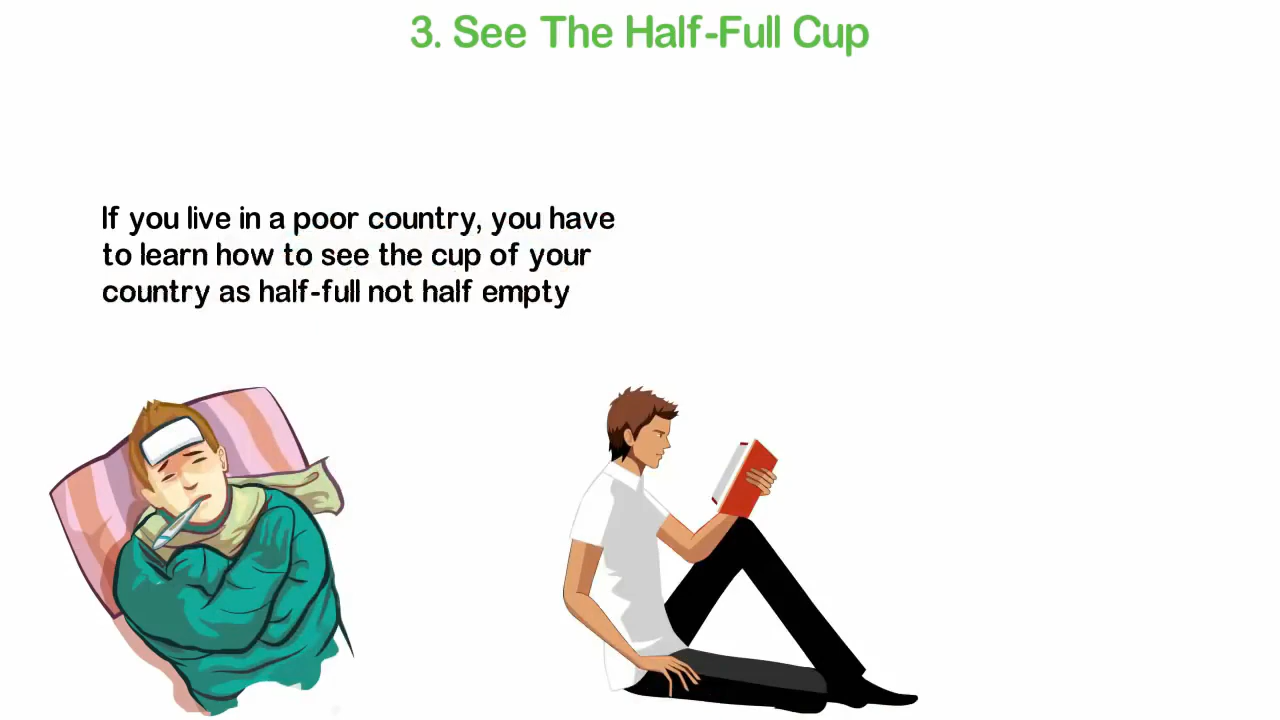 3. See The Half-Full Cup
If you live in a poor country, you have
to learn how to see the cup of your
country as half-full not half empty